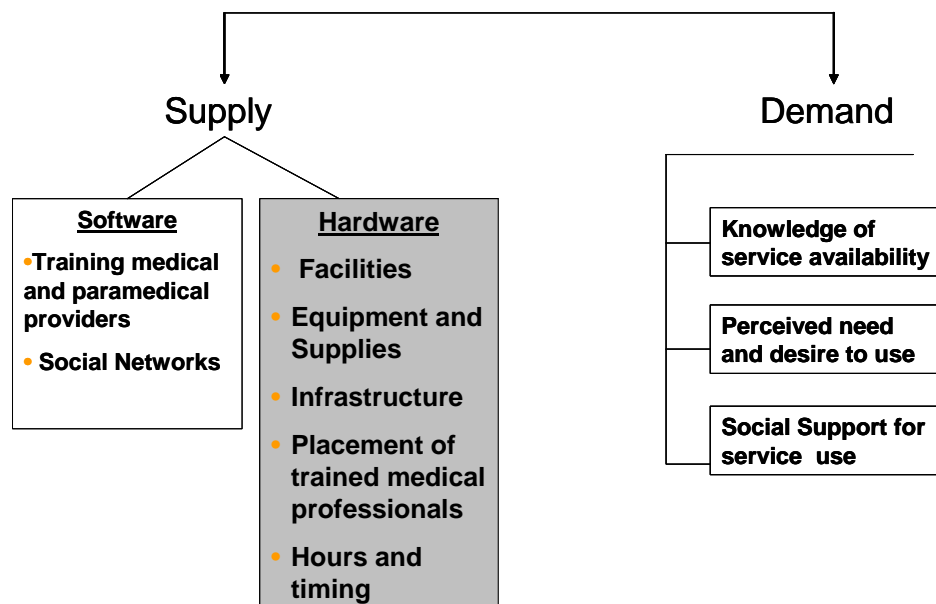 Supply
Demand
Software
•Training medical
and paramedical
providers
• Social Networks
Hardware
• Facilities
• Equipment and
Supplies
• Infrastructure
• Placement of
trained medical
professionals
• Hours and
timing
Knowledge of
service availability
Perceived need
and desire to use
Social Support for
service use